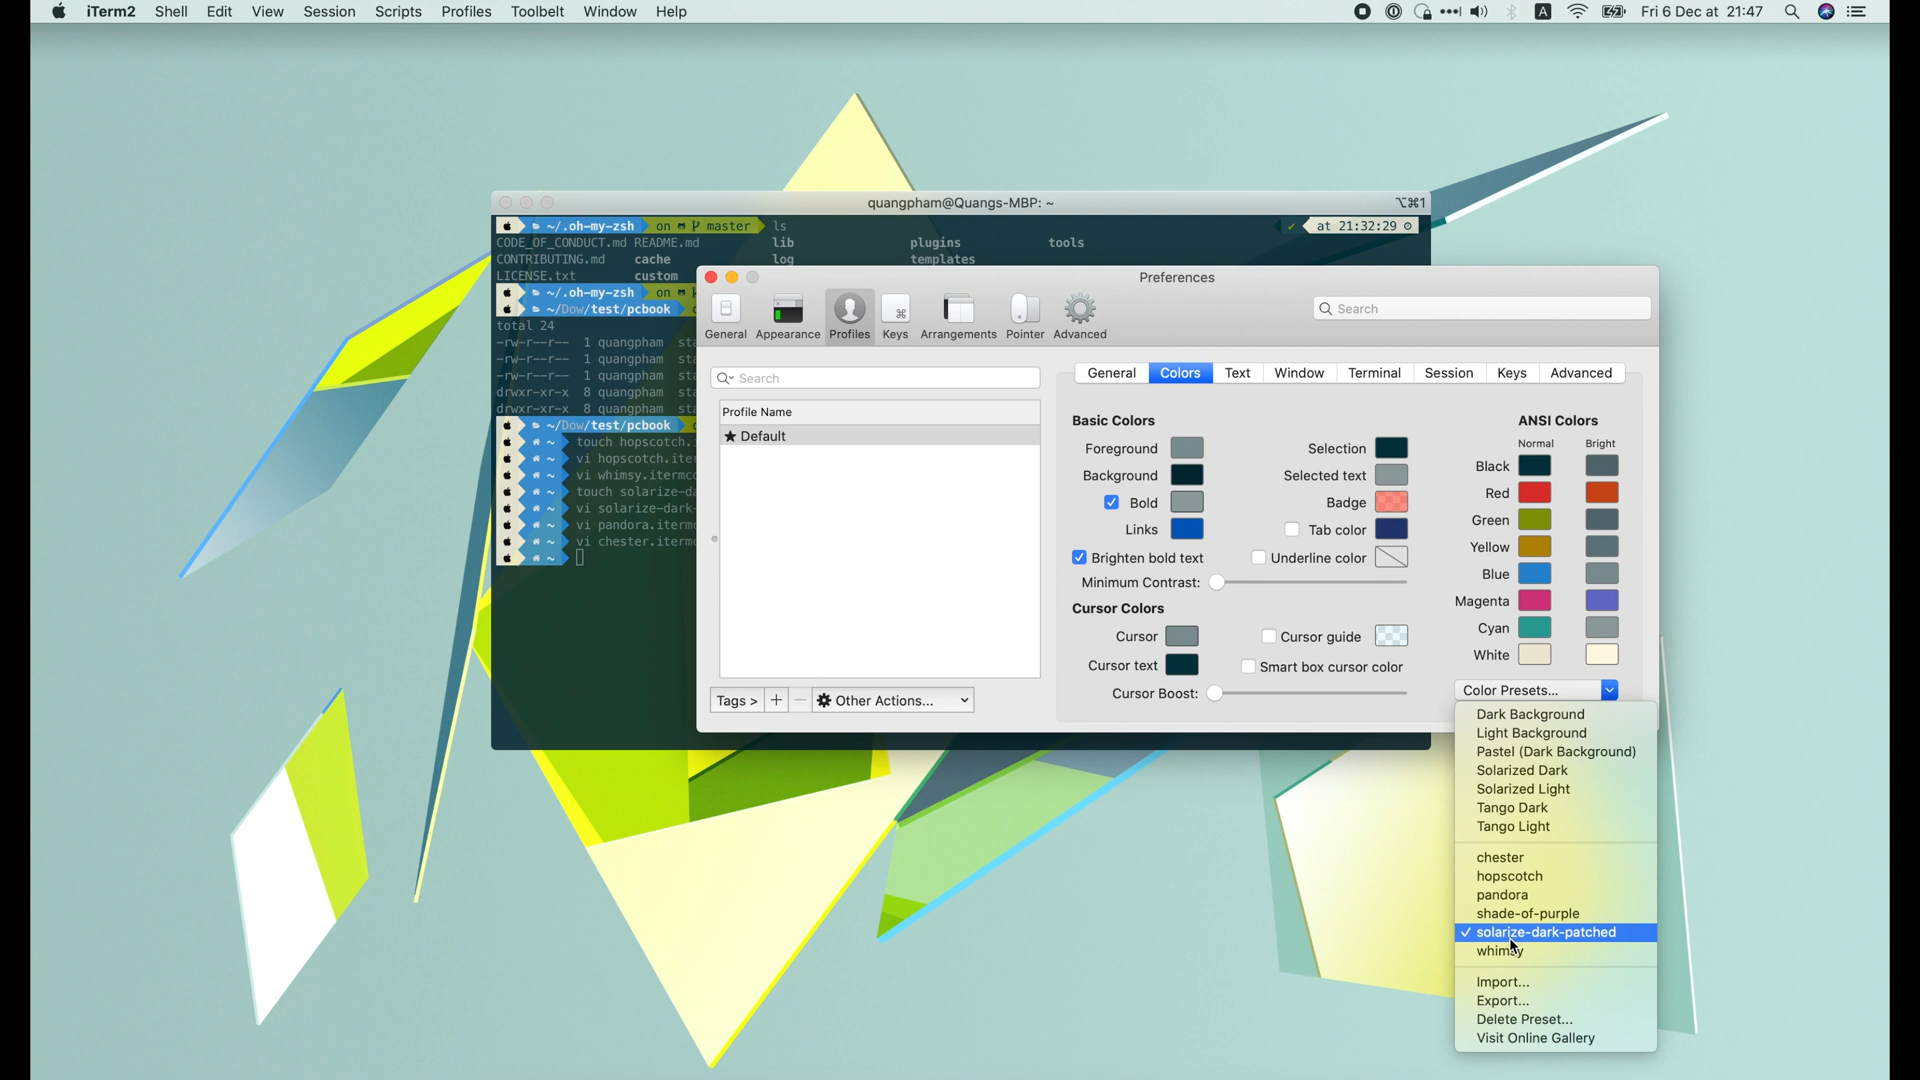 iTerm2 Shell Edit View Session Scripts Profiles Toolbelt Window Help
A Fri 6 Dec at 21:47
quangpham@Quangs-MBP: ~
⌥⌘1
~/.oh-my-zsh on master ls
✔ at 21:32:29
CODE_OF_CONDUCT.md README.md lib plugins tools
CONTRIBUTING.md cache log templates
LICENSE.txt custom
~/.oh-my-zsh on
~/Dow/test/pcbook
total 24
-rw-r--r-- 1 quangpham sta
-rw-r--r-- 1 quangpham sta
-rw-r--r-- 1 quangpham sta
drwxr-xr-x 8 quangpham sta
drwxr-xr-x 8 quangpham sta
~/Dow/test/pcbook
~ touch hopscotch.
~ vi hopscotch.iter
~ vi whimsy.itermc
~ touch solarize-da
~ vi solarize-dark-
~ vi pandora.itermc
~ vi chester.itermc
~
Preferences
General Appearance Profiles Keys Arrangements Pointer Advanced
Search
Search
Profile Name
★ Default
Tags > + − Other Actions...
General Colors Text Window Terminal Session Keys Advanced
Basic Colors
Foreground Selection
Background Selected text
Bold Badge
Links Tab color
Brighten bold text Underline color
Minimum Contrast:
Cursor Colors
Cursor Cursor guide
Cursor text Smart box cursor color
Cursor Boost:
ANSI Colors
Normal Bright
Black
Red
Green
Yellow
Blue
Magenta
Cyan
White
Color Presets...
Dark Background
Light Background
Pastel (Dark Background)
Solarized Dark
Solarized Light
Tango Dark
Tango Light
chester
hopscotch
pandora
shade-of-purple
✓ solarize-dark-patched
whimsy
Import...
Export...
Delete Preset...
Visit Online Gallery